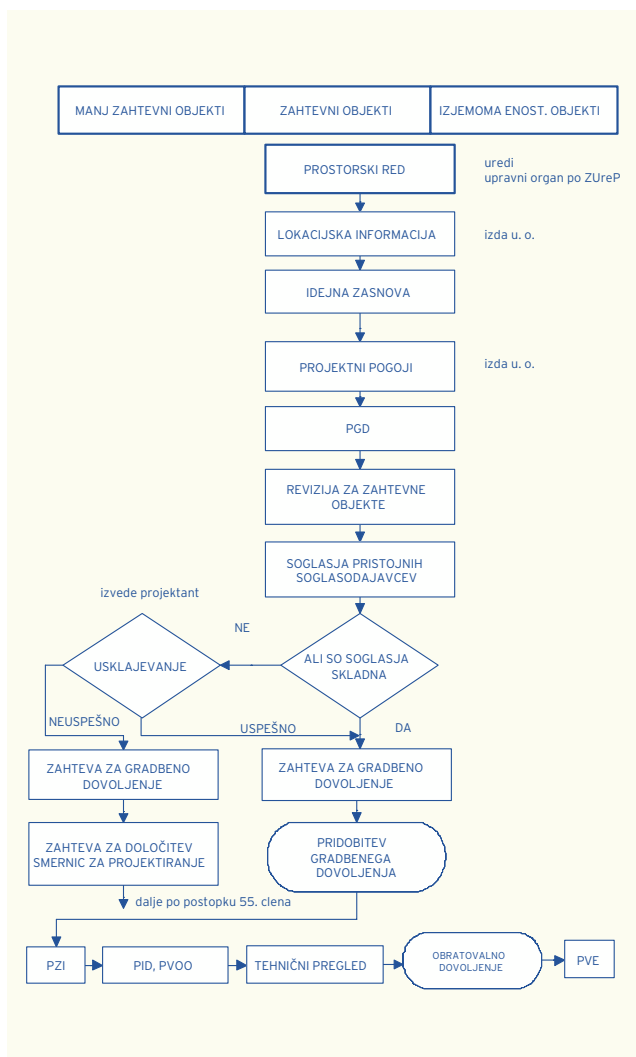 MANJ ZAHTEVNI OBJEKTI
ZAHTEVNI OBJEKTI
IZJEMOMA ENOST. OBJEKTI
PROSTORSKI RED
uredi
upravni organ po ZUreP
LOKACIJSKA INFORMACIJA
izda u. o.
IDEJNA ZASNOVA
PROJEKTNI POGOJI
izda u. o.
PGD
REVIZIJA ZA ZAHTEVNE
OBJEKTE
SOGLASJA PRISTOJNIH
SOGLASODAJAVCEV
izvede projektant
NE
USKLAJEVANJE
ALI SO SOGLASJA
SKLADNA
NEUSPEŠNO
USPEŠNO
DA
ZAHTEVA ZA GRADBENO
DOVOLJENJE
ZAHTEVA ZA GRADBENO
DOVOLJENJE
ZAHTEVA ZA DOLOČITEV
SMERNIC ZA PROJEKTIRANJE
PRIDOBITEV
GRADBENEGA
DOVOLJENJA
dalje po postopku 55. clena
PZI
PID, PVOO
TEHNIČNI PREGLED
OBRATOVALNO
DOVOLJENJE
PVE